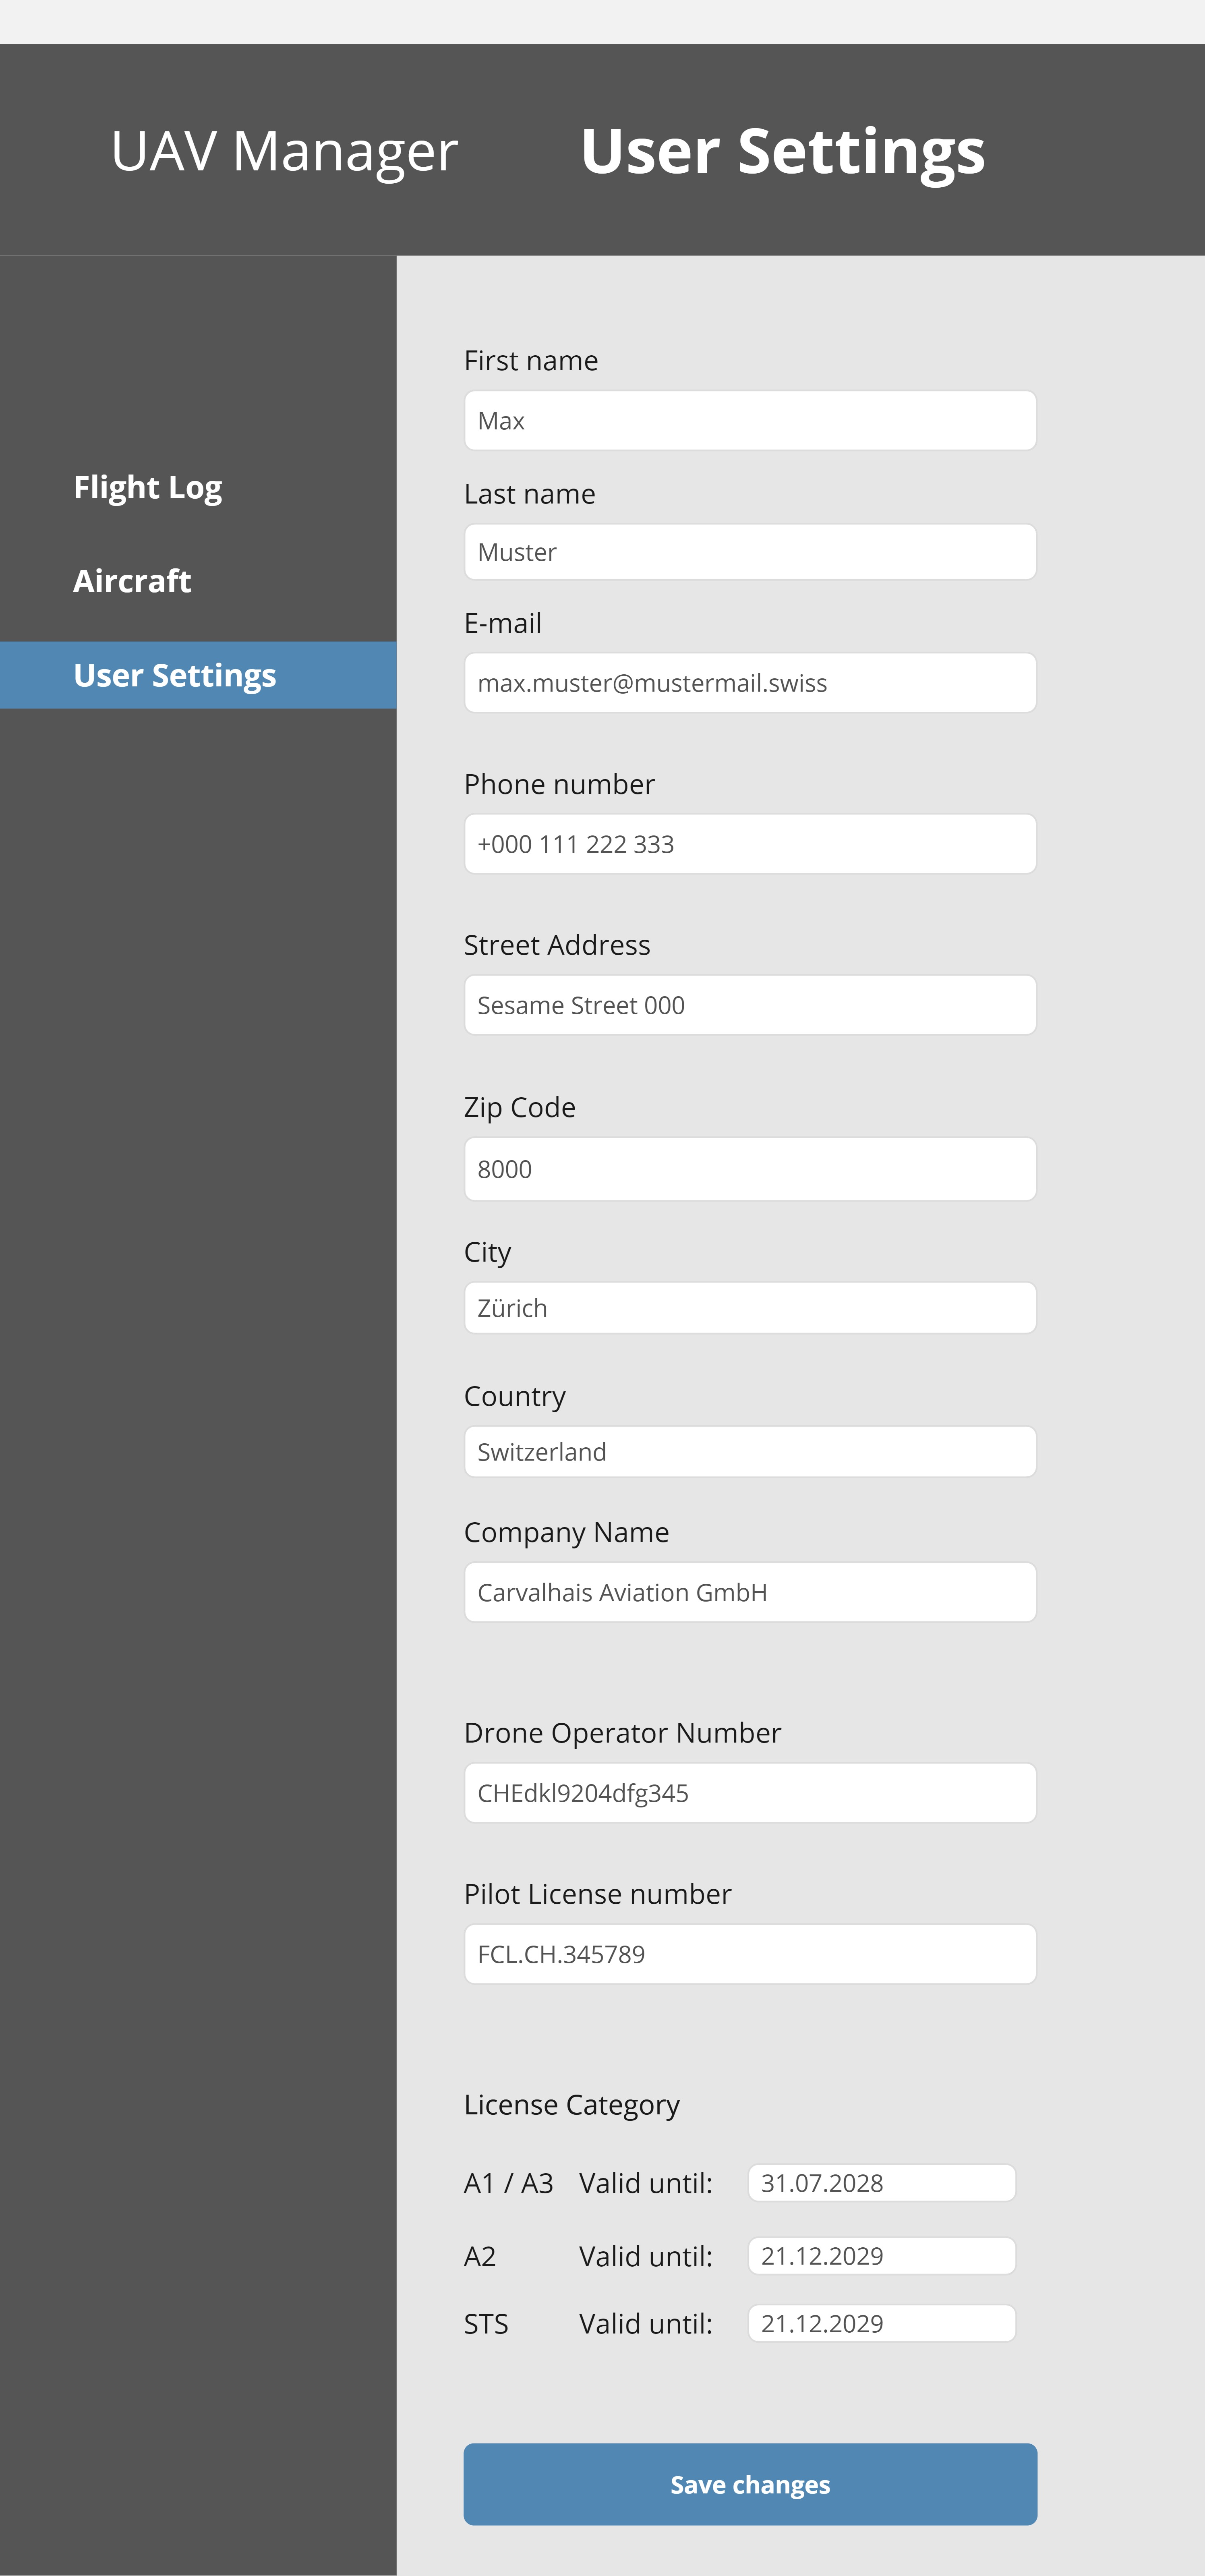 UAV Manager
User Settings
Flight Log
Aircraft
User Settings
First name
Max
Last name
Muster
E-mail
max.muster@mustermail.swiss
Phone number
+000 111 222 333
Street Address
Sesame Street 000
Zip Code
8000
City
Zürich
Country
Switzerland
Company Name
Carvalhais Aviation GmbH
Drone Operator Number
CHEdkl9204dfg345
Pilot License number
FCL.CH.345789
License Category
A1 / A3 Valid until: 31.07.2028
A2 Valid until: 21.12.2029
STS Valid until: 21.12.2029
Save changes